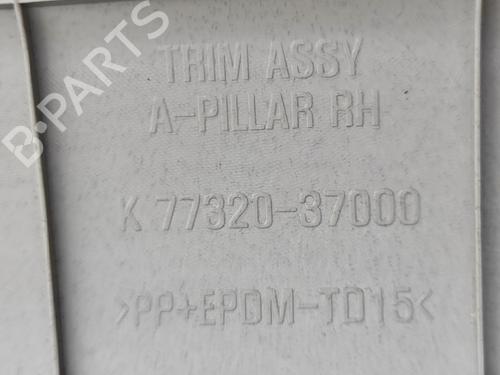 B-PARTS
TRIM ASSY
A-PILLAR RH
K 77320-37000
>PP+EPDM-TD15<